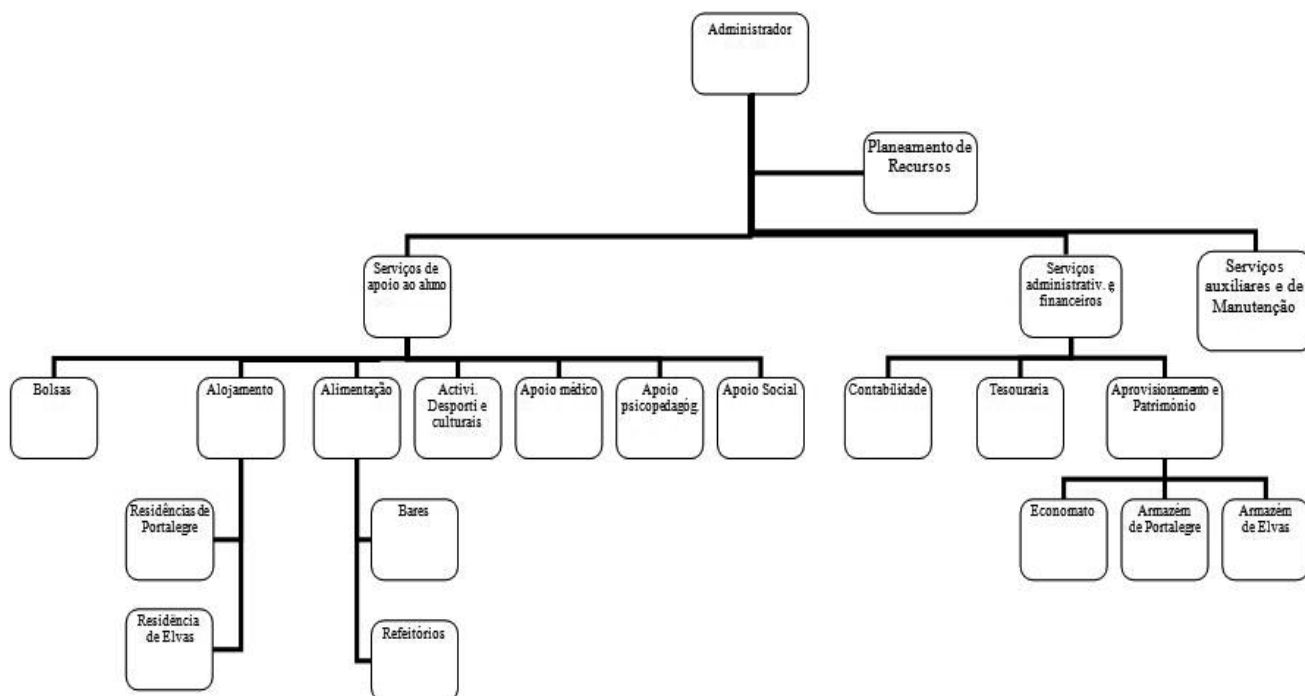 Administrador
Planeamento de
Recursos
Serviços de
apoio ao aluno
Serviços
administrativ. e
financeiros
Serviços
auxiliares e de
Manutenção
Bolsas
Alojamento
Alimentação
Activi.
Desporti e
culturais
Apoio médico
Apoio
psicopedagóg.
Apoio Social
Contabilidade
Tesouraria
Aprovisionamento e
Património
Residências de
Portalegre
Bares
Economato
Armazém
de Portalegre
Armazém
de Elvas
Residência
de Elvas
Refeitórios